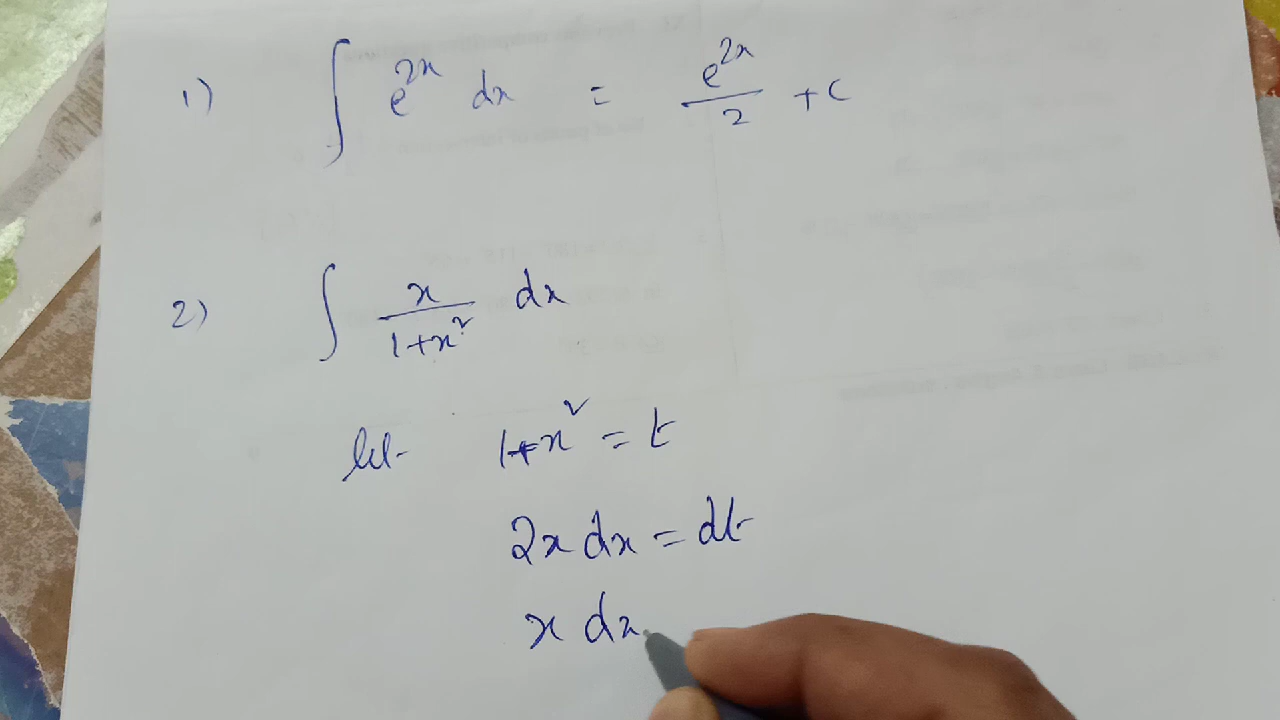 1) ∫ e^{2x} dx = e^{2x}/2 + c
2) ∫ x/(1+x²) dx
let 1+x² = t
2x dx = dt
x dx